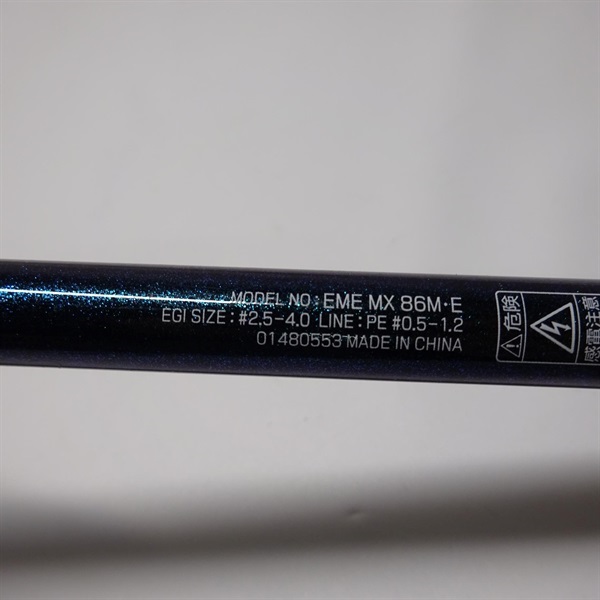 MODEL NO : EME MX 86M·E
EGI SIZE : #2.5-4.0 LINE : PE #0.5-1.2
01480553 MADE IN CHINA
危険
感電注意